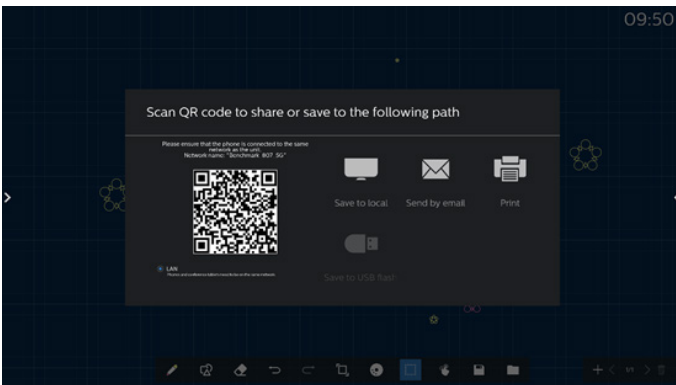 09:50
Scan QR code to share or save to the following path
Please ensure that the phone is connected to the same
network as the unit.
Network name: "Benchmark 807 5G"
Save to local
Send by email
Print
LAN
Save to USB flash
1/1